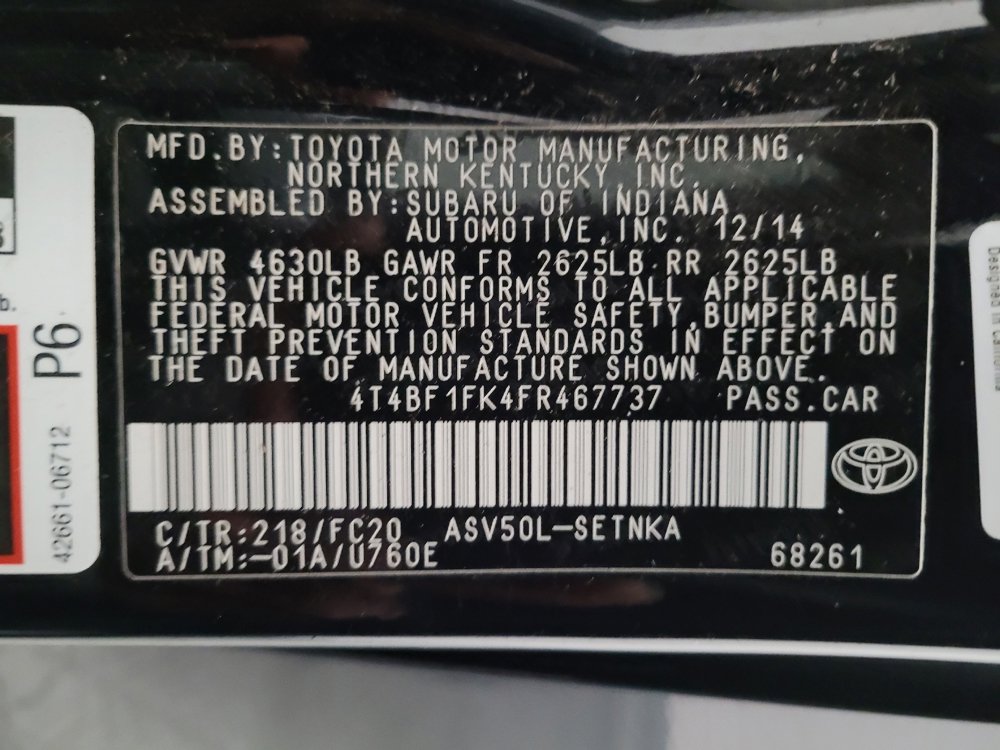 MFD.BY:TOYOTA MOTOR MANUFACTURING,
NORTHERN KENTUCKY,INC.
ASSEMBLED BY:SUBARU OF INDIANA
AUTOMOTIVE,INC. 12/14
GVWR 4630LB GAWR FR 2625LB RR 2625LB
THIS VEHICLE CONFORMS TO ALL APPLICABLE
FEDERAL MOTOR VEHICLE SAFETY,BUMPER,AND
THEFT PREVENTION STANDARDS IN EFFECT ON
THE DATE OF MANUFACTURE SHOWN ABOVE.
4T4BF1FK4FR467737 PASS.CAR
C/TR:218/FC20 ASV50L-SETNKA
A/TM:-01A/U760E 68261
P6
42661-06712